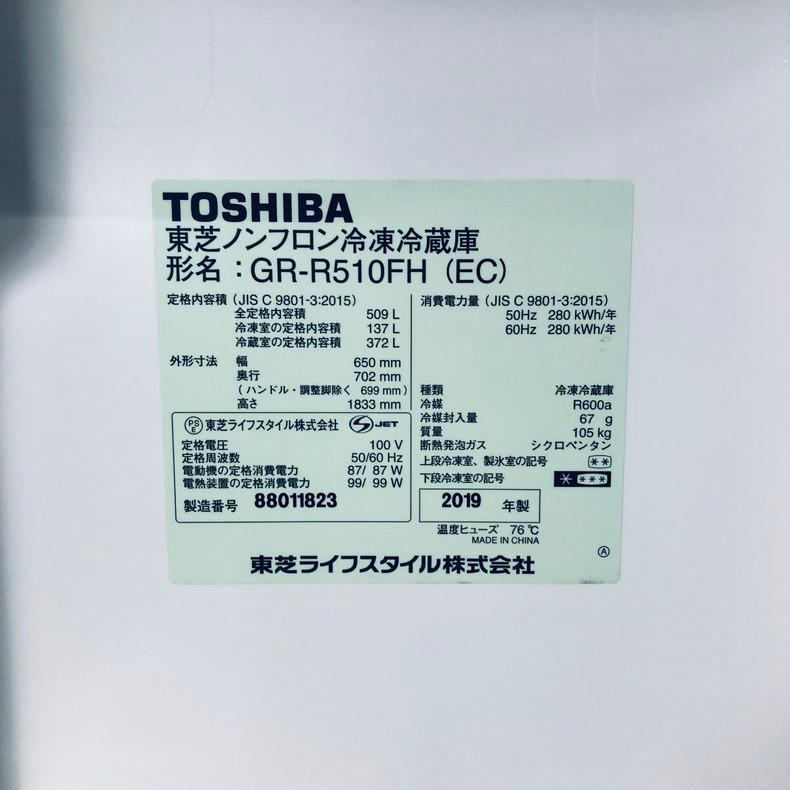 TOSHIBA
東芝ノンフロン冷凍冷蔵庫
形名：GR-R510FH（EC）
定格内容積（JIS C 9801-3:2015）
全定格内容積 509 L
冷凍室の定格内容積 137 L
冷蔵室の定格内容積 372 L
外形寸法 幅 650 mm
奥行 702 mm
（ハンドル・調整脚除く 699 mm）
高さ 1833 mm
PSE 東芝ライフスタイル株式会社 S JET
定格電圧 100 V
定格周波数 50/60 Hz
電動機の定格消費電力 87/ 87 W
電熱装置の定格消費電力 99/ 99 W
製造番号 88011823
消費電力量（JIS C 9801-3:2015）
50Hz 280 kWh/年
60Hz 280 kWh/年
種類 冷凍冷蔵庫
冷媒 R600a
冷媒封入量 67 g
質量 105 kg
断熱発泡ガス シクロペンタン
上段冷凍室、製氷室の記号 **
下段冷凍室の記号 * ***
2019 年製
温度ヒューズ 76 ℃
MADE IN CHINA
Ⓐ
東芝ライフスタイル株式会社